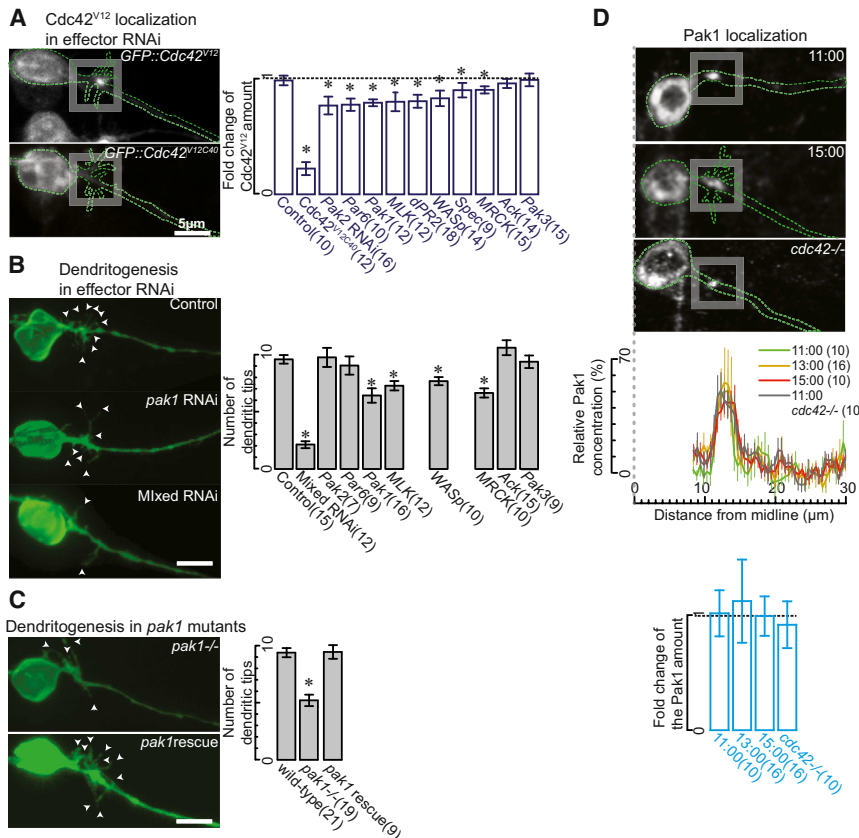 A
Cdc42V12 localization
in effector RNAi
GFP::Cdc42V12
GFP::Cdc42V12C40
5µm
Fold change of
Cdc42V12 amount
1
0
* * * * * * * * *
Control(10)
Cdc42V12C40(12)
Pak2 RNAi(16)
Par6(10)
Pak1(12)
MLK(12)
dPR2(18)
WASp(14)
Spec(9)
MRCK(15)
Ack(14)
Pak3(15)
B
Dendritogenesis
in effector RNAi
Control
pak1 RNAi
MIxed RNAi
Number of
dendritic tips
10
0
* * * * *
Control(15)
Mixed RNAi(12)
Pak2(7)
Par6(9)
Pak1(16)
MLK(12)
WASp(10)
MRCK(10)
Ack(15)
Pak3(9)
C
Dendritogenesis in pak1 mutants
pak1-/-
pak1rescue
Number of
dendritic tips
10
0
*
wild-type(21)
pak1-/-(19)
pak1 rescue(9)
D
Pak1 localization
11:00
15:00
cdc42-/-
Relative Pak1
concentration (%)
70
0
11:00 (10)
13:00 (16)
15:00 (10)
11:00
cdc42-/- (10
0 10 20 30
Distance from midline (µm)
Fold change of
the Pak1 amount
1
0
11:00(10)
13:00(16)
15:00(16)
cdc42-/-(10)